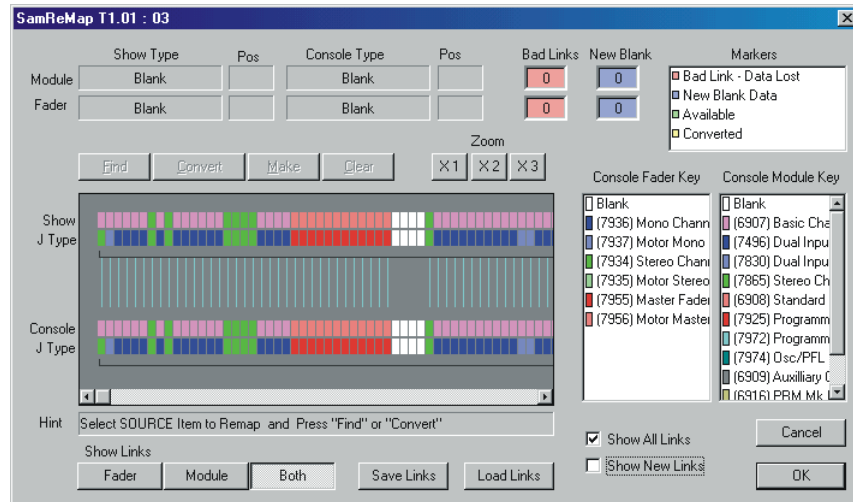 SamReMap T1.01 : 03
Show Type Pos Console Type Pos Bad Links New Blank Markers
Module Blank Blank 0 0
Fader Blank Blank 0 0
Bad Link - Data Lost
New Blank Data
Available
Converted
Zoom
Find Convert Make Clear X1 X2 X3
Console Fader Key Console Module Key
Show
J Type
Console
J Type
Blank
(7936) Mono Chann
(7937) Motor Mono
(7934) Stereo Chann
(7935) Motor Stereo
(7955) Master Fader
(7956) Motor Master
Blank
(6907) Basic Cha
(7496) Dual Inpu
(7830) Dual Inpu
(7865) Stereo Ch
(6908) Standard
(7925) Programm
(7972) Programm
(7974) Osc/PFL
(6909) Auxilliary C
(6916) PRM Mk
Hint Select SOURCE Item to Remap and Press "Find" or "Convert"
Show Links
Fader Module Both Save Links Load Links
Show All Links
Show New Links
Cancel
OK